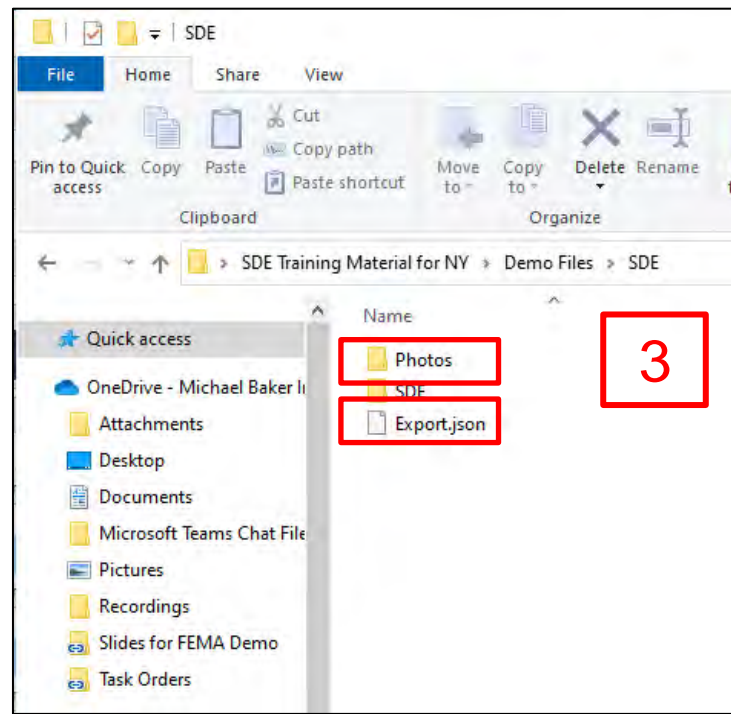 SDE
File Home Share View
Pin to Quick access
Copy
Paste
Cut
Copy path
Paste shortcut
Move to
Copy to
Delete
Rename
Clipboard
Organize
SDE Training Material for NY > Demo Files > SDE
Name
Quick access
OneDrive - Michael Baker
Attachments
Desktop
Documents
Microsoft Teams Chat File
Pictures
Recordings
Slides for FEMA Demo
Task Orders
Photos
SDE
Export.json
3